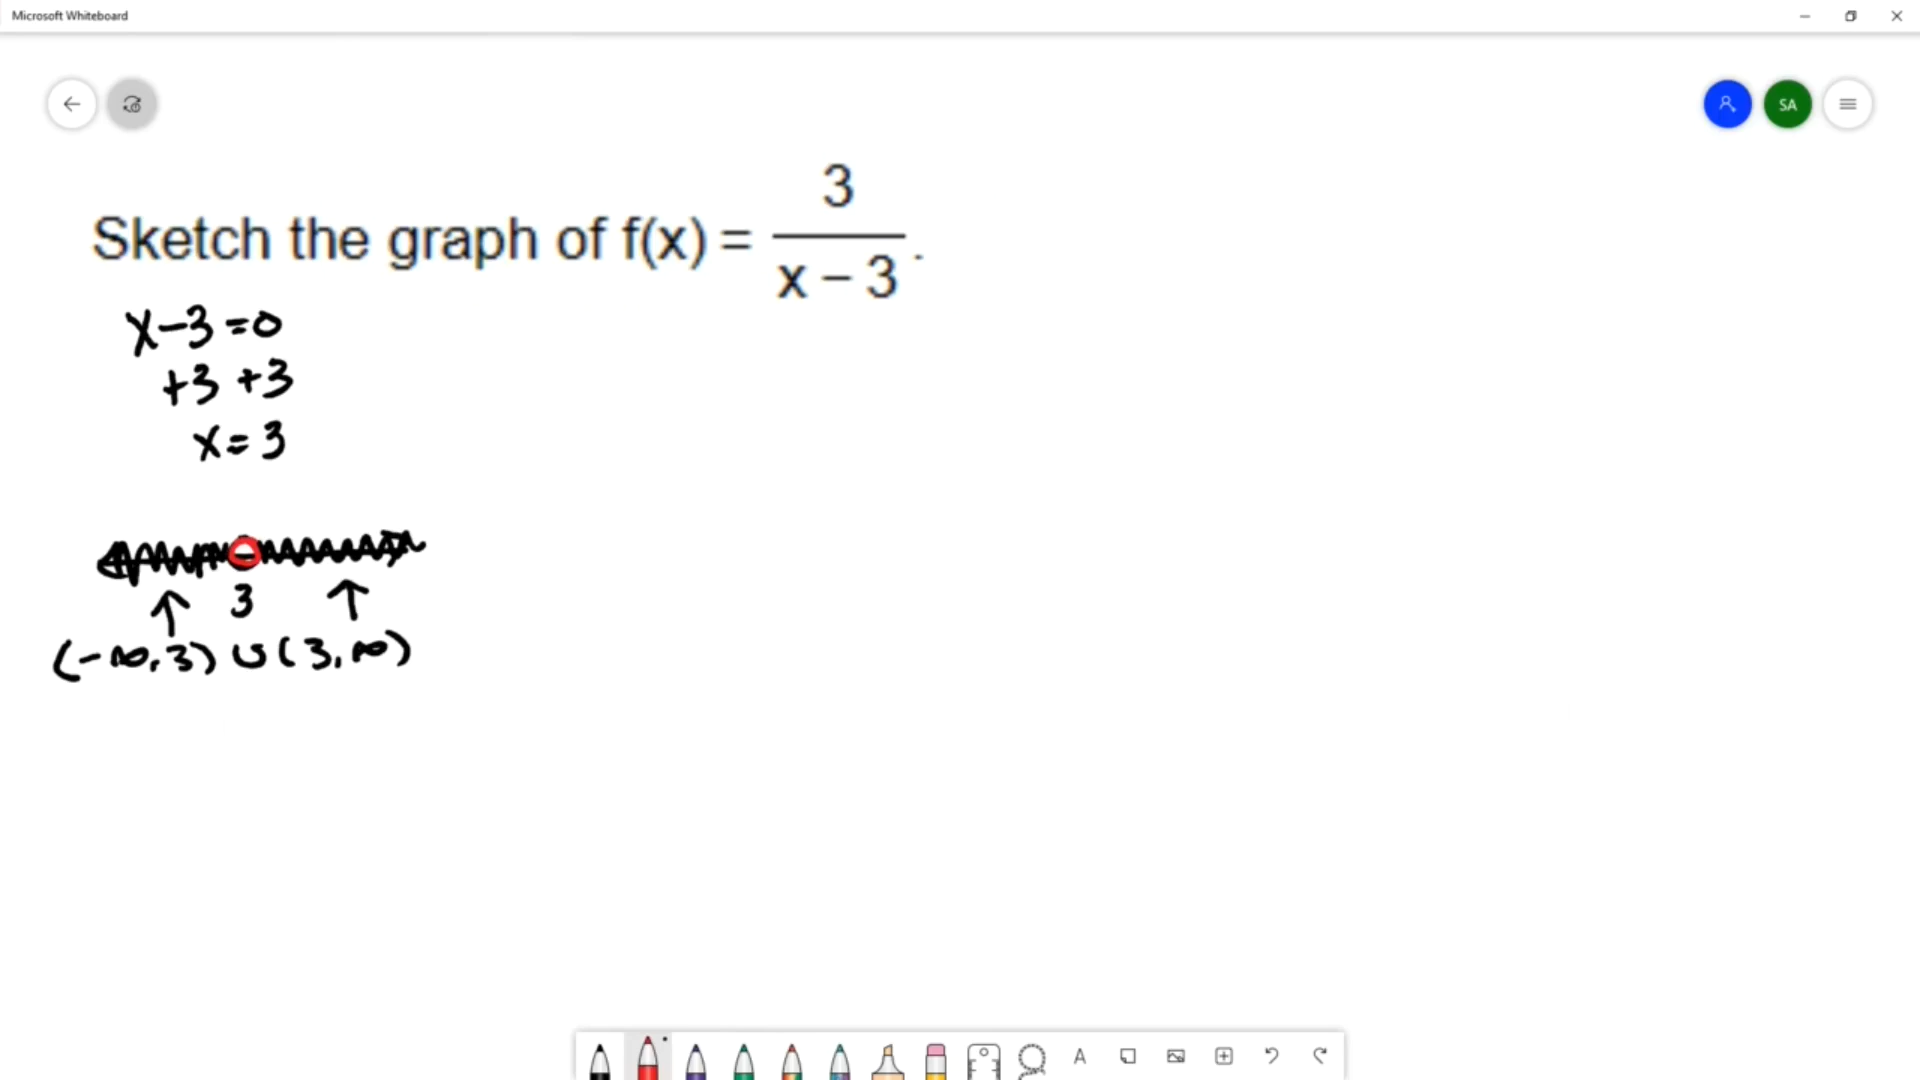 Microsoft Whiteboard
SA
Sketch the graph of f(x) = 3 / x − 3 .
x-3=0
+3 +3
x=3
3
(-∞,3) ∪ (3,∞)
A